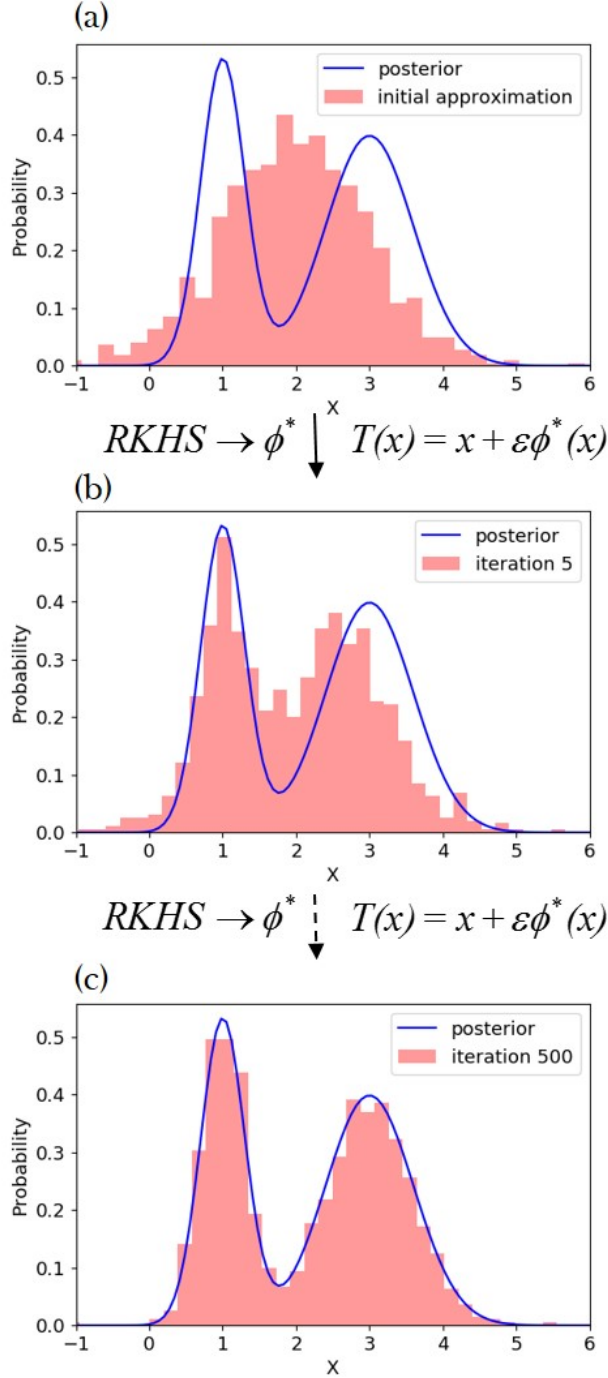 (a)
posterior
initial approximation
Probability
0.5
0.4
0.3
0.2
0.1
0.0
−1 0 1 2 3 4 5 6
X
RKHS → ϕ* T(x) = x + εϕ*(x)
(b)
posterior
iteration 5
Probability
0.5
0.4
0.3
0.2
0.1
0.0
−1 0 1 2 3 4 5 6
X
RKHS → ϕ* T(x) = x + εϕ*(x)
(c)
posterior
iteration 500
Probability
0.5
0.4
0.3
0.2
0.1
0.0
−1 0 1 2 3 4 5 6
X